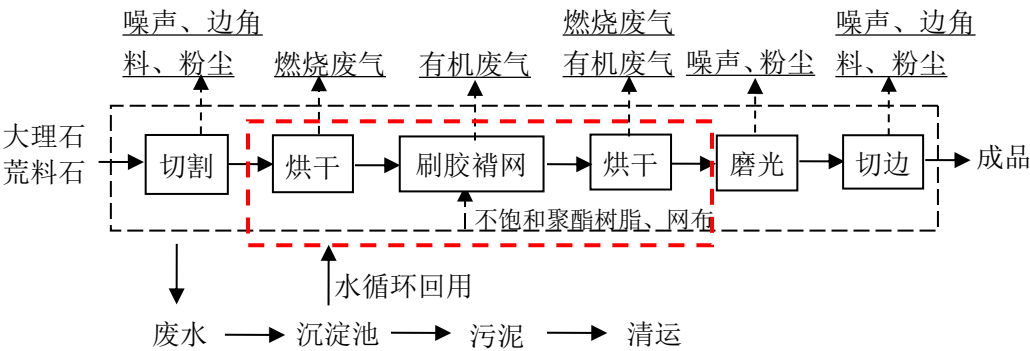 噪声、边角
料、粉尘
燃烧废气
有机废气
燃烧废气
有机废气
噪声、粉尘
噪声、边角
料、粉尘
大理石
荒料石
切割
烘干
刷胶褙网
烘干
磨光
切边
成品
不饱和聚酯树脂、网布
水循环回用
废水
沉淀池
污泥
清运